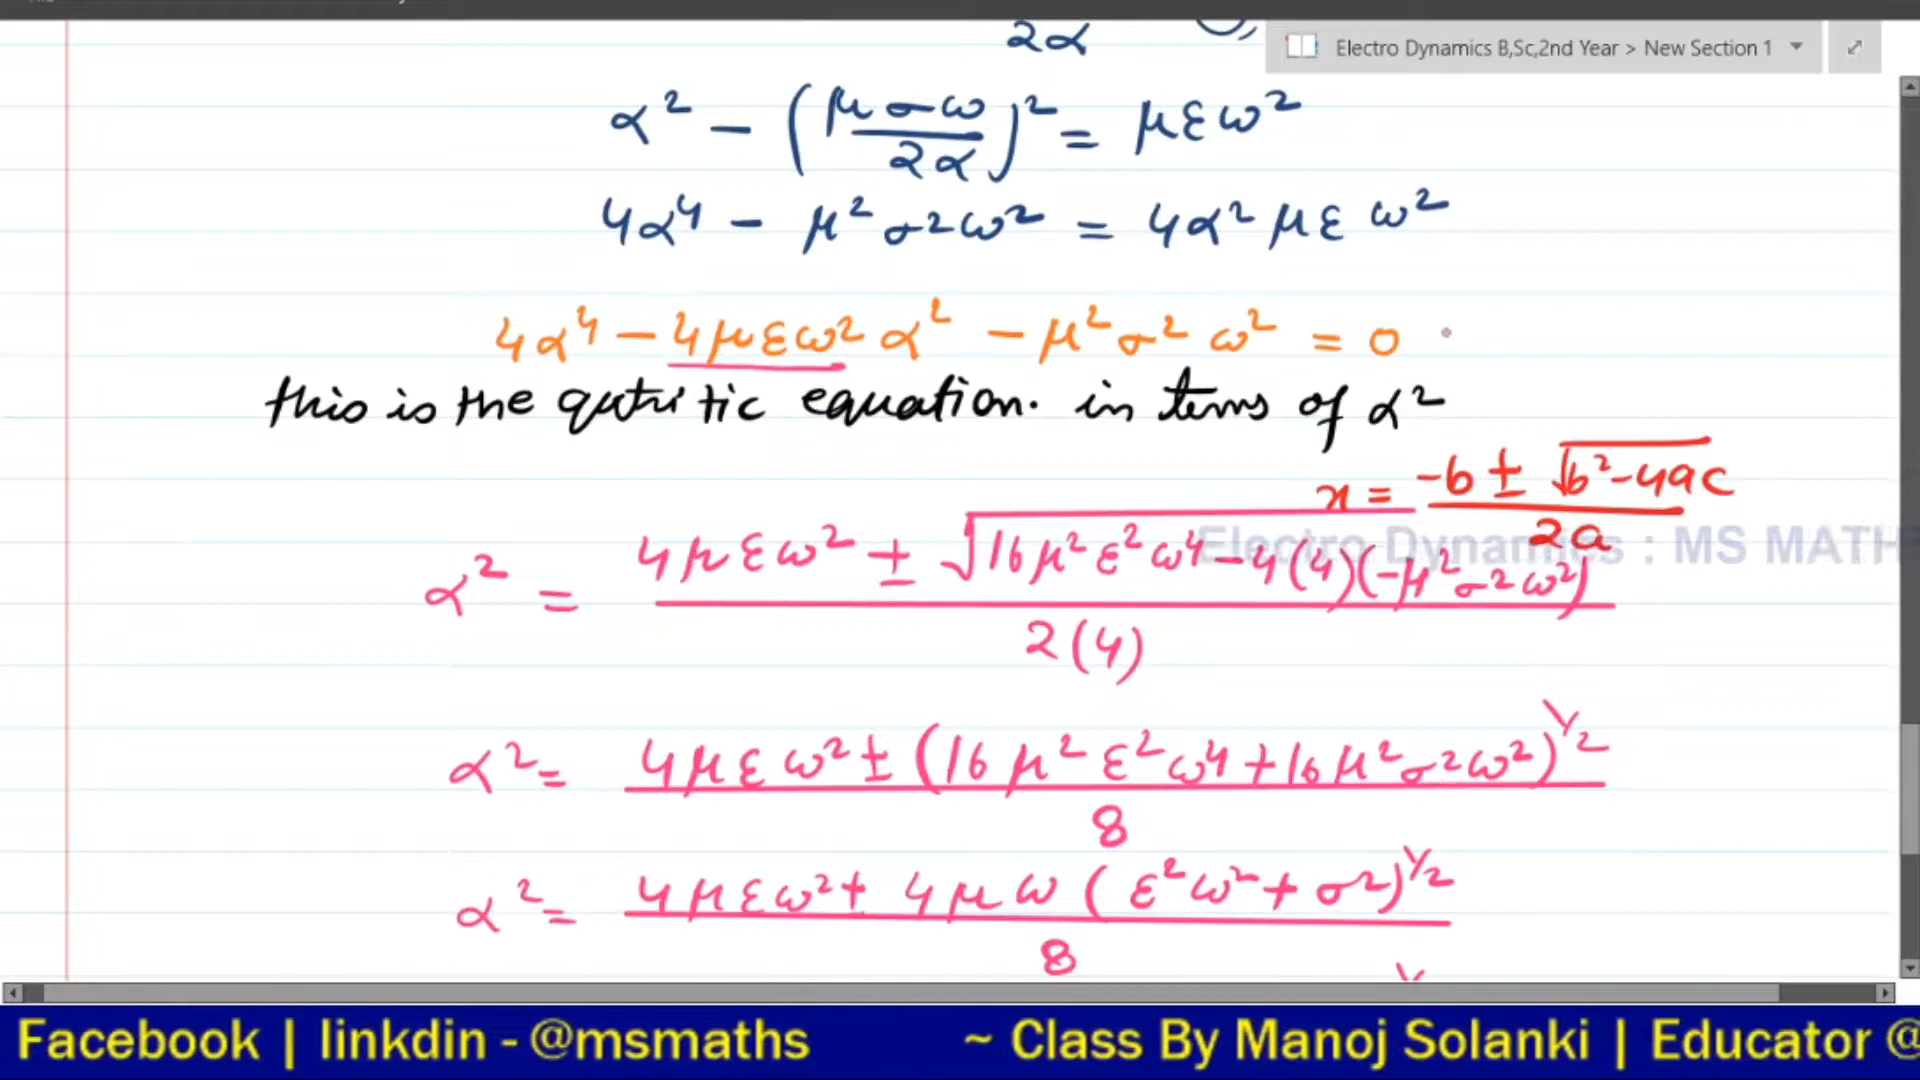 2α
Electro Dynamics B,Sc,2nd Year > New Section 1
α² - (μσω/2α)² = μεω²
4α⁴ - μ²σ²ω² = 4α²μεω²
4α⁴ - 4μεω²α² - μ²σ²ω² = 0
this is the qutritic equation. in terms of α²
x = -b ± √b²-4ac / 2a
Electro Dynamics : MS MATH
α² = 4μεω² ± √16μ²ε²ω⁴ - 4(4)(-μ²σ²ω²) / 2(4)
α² = 4μεω² ± (16μ²ε²ω⁴ + 16μ²σ²ω²)^1/2 / 8
α² = 4μεω² ± 4μω(ε²ω² + σ²)^1/2 / 8
Facebook | linkdin - @msmaths ~ Class By Manoj Solanki | Educator @